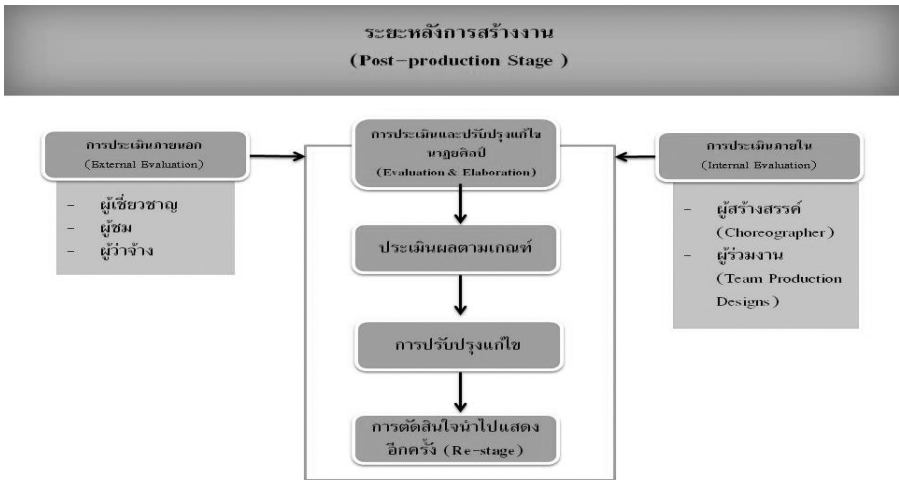 ระยะหลังการสร้างงาน
(Post-production Stage )
การประเมินภายนอก
(External Evaluation)
- ผู้เชี่ยวชาญ
- ผู้ชม
- ผู้ว่าจ้าง
การประเมินและปรับปรุงแก้ไข
นาฏยศิลป์
(Evaluation & Elaboration)
ประเมินผลตามเกณฑ์
การปรับปรุงแก้ไข
การตัดสินใจนำไปแสดง
อีกครั้ง (Re-stage)
การประเมินภายใน
(Internal Evaluation)
- ผู้สร้างสรรค์
(Choreographer)
- ผู้ร่วมงาน
(Team Production
Designs)